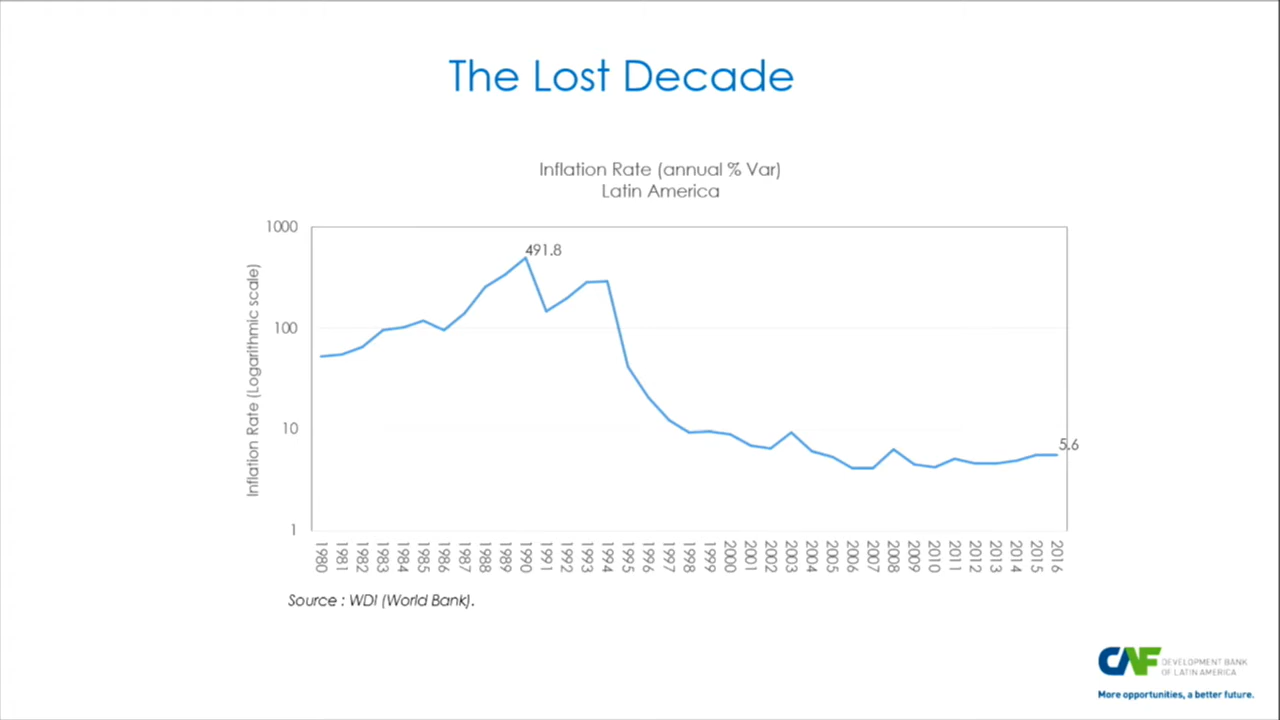 The Lost Decade
Inflation Rate (annual % Var)
Latin America
Inflation Rate (Logarithmic scale)
1000
100
10
1
491.8
5.6
1980 1981 1982 1983 1984 1985 1986 1987 1988 1989 1990 1991 1992 1993 1994 1995 1996 1997 1998 1999 2000 2001 2002 2003 2004 2005 2006 2007 2008 2009 2010 2011 2012 2013 2014 2015 2016
Source : WDI (World Bank).
CAF DEVELOPMENT BANK
OF LATIN AMERICA
More opportunities, a better future.